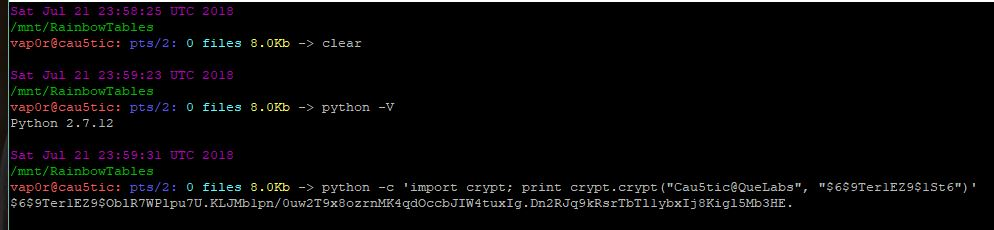 Sat Jul 21 23:58:25 UTC 2018
/mnt/RainbowTables
vap0r@cau5tic: pts/2: 0 files 8.0Kb -> clear
Sat Jul 21 23:59:23 UTC 2018
/mnt/RainbowTables
vap0r@cau5tic: pts/2: 0 files 8.0Kb -> python -V
Python 2.7.12
Sat Jul 21 23:59:31 UTC 2018
/mnt/RainbowTables
vap0r@cau5tic: pts/2: 0 files 8.0Kb -> python -c 'import crypt; print crypt.crypt("Cau5tic@QueLabs", "$6$9Ter1EZ9$1St6")'
$6$9Ter1EZ9$Ob1R7WPlpu7U.KLJMb1pn/0uw2T9x8ozrnMK4qdOccbJIW4tuxIg.Dn2RJq9kRsrTbTl1ybxIj8Kigl5Mb3HE.